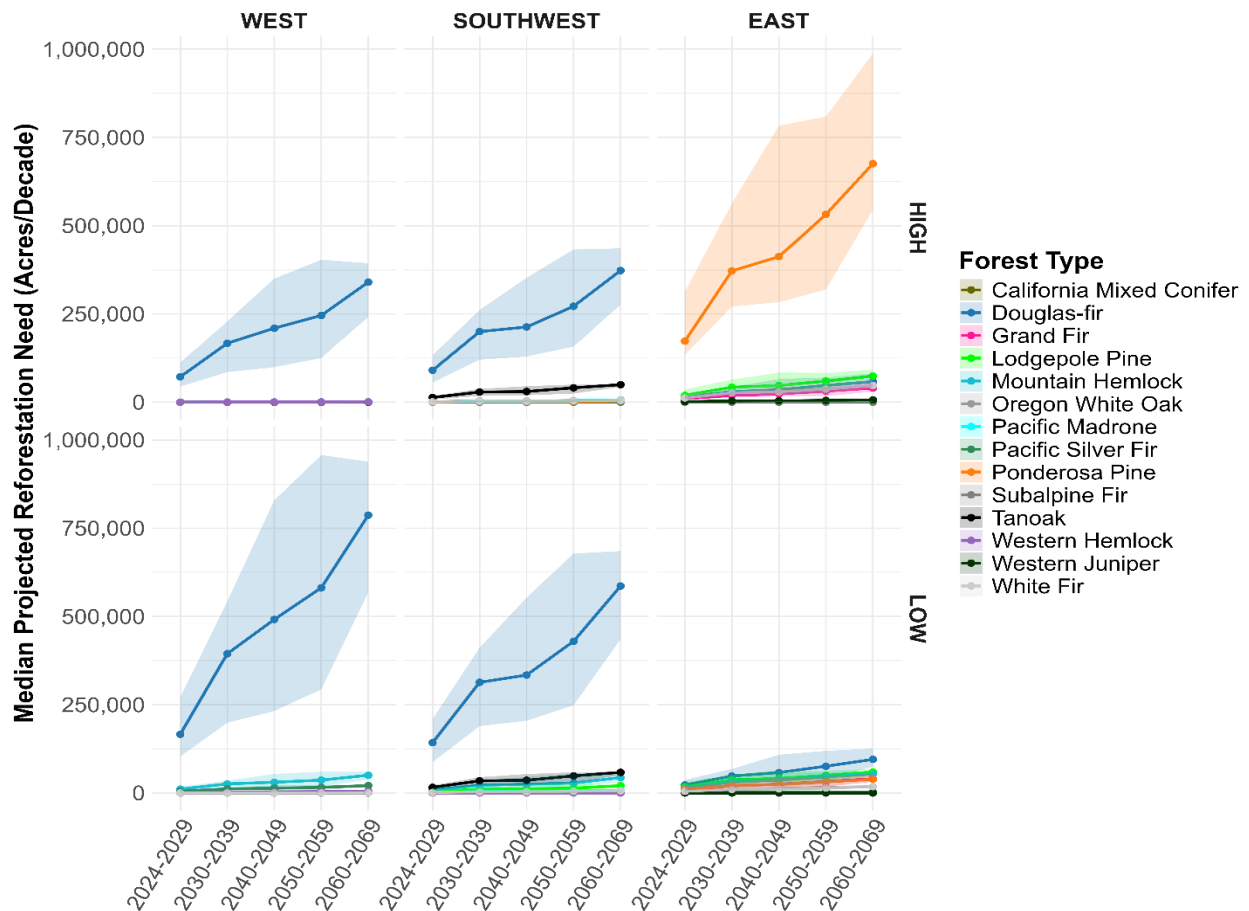 WEST
SOUTHWEST
EAST
Median Projected Reforestation Need (Acres/Decade)
1,000,000
750,000
500,000
250,000
0
HIGH
1,000,000
750,000
500,000
250,000
0
LOW
2024-2029
2030-2039
2040-2049
2050-2059
2060-2069
2024-2029
2030-2039
2040-2049
2050-2059
2060-2069
2024-2029
2030-2039
2040-2049
2050-2059
2060-2069
Forest Type
California Mixed Conifer
Douglas-fir
Grand Fir
Lodgepole Pine
Mountain Hemlock
Oregon White Oak
Pacific Madrone
Pacific Silver Fir
Ponderosa Pine
Subalpine Fir
Tanoak
Western Hemlock
Western Juniper
White Fir